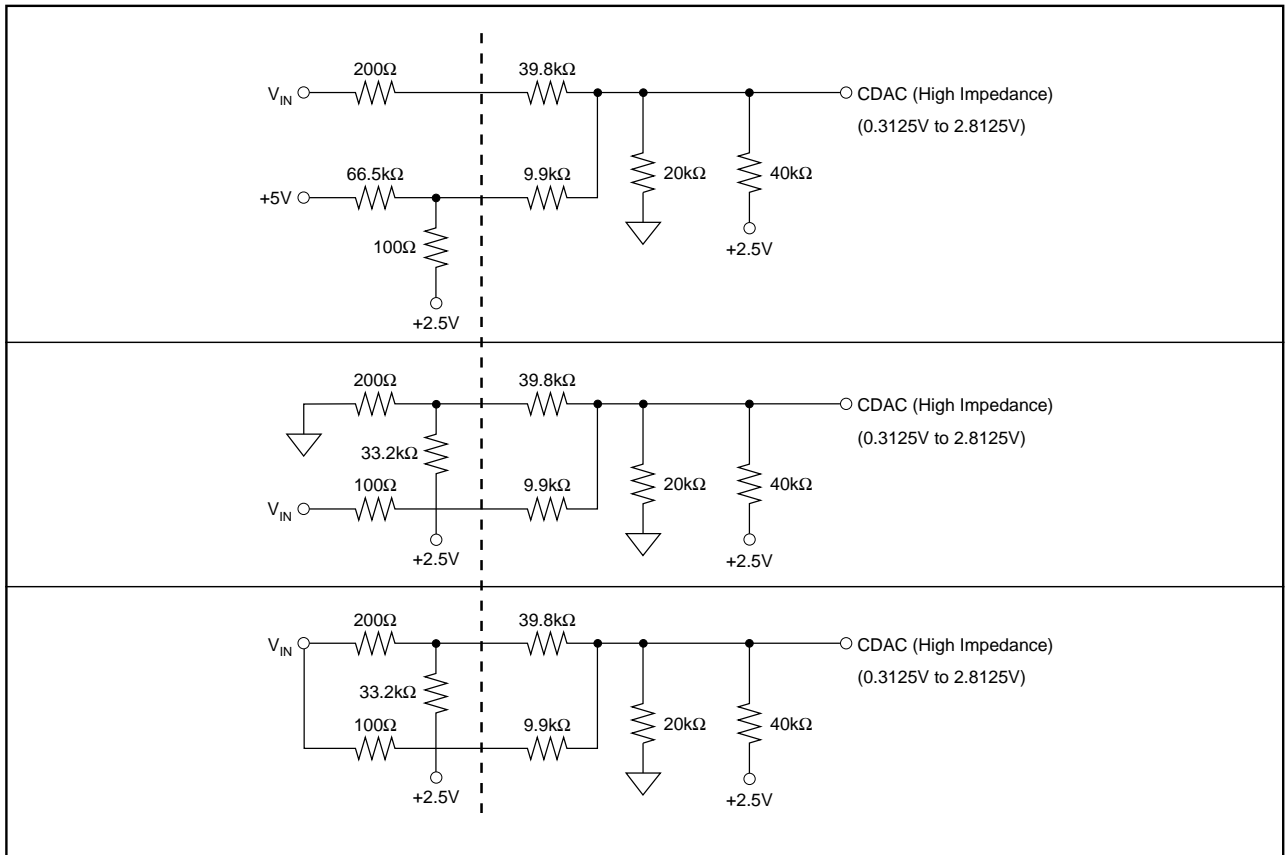 200Ω 39.8kΩ
V_IN CDAC (High Impedance)
(0.3125V to 2.8125V)
66.5kΩ 9.9kΩ 20kΩ 40kΩ
+5V
100Ω +2.5V
+2.5V
200Ω 39.8kΩ
CDAC (High Impedance)
(0.3125V to 2.8125V)
33.2kΩ
100Ω 9.9kΩ 20kΩ 40kΩ
V_IN
+2.5V +2.5V
200Ω 39.8kΩ
V_IN CDAC (High Impedance)
(0.3125V to 2.8125V)
33.2kΩ
100Ω 9.9kΩ 20kΩ 40kΩ
+2.5V +2.5V